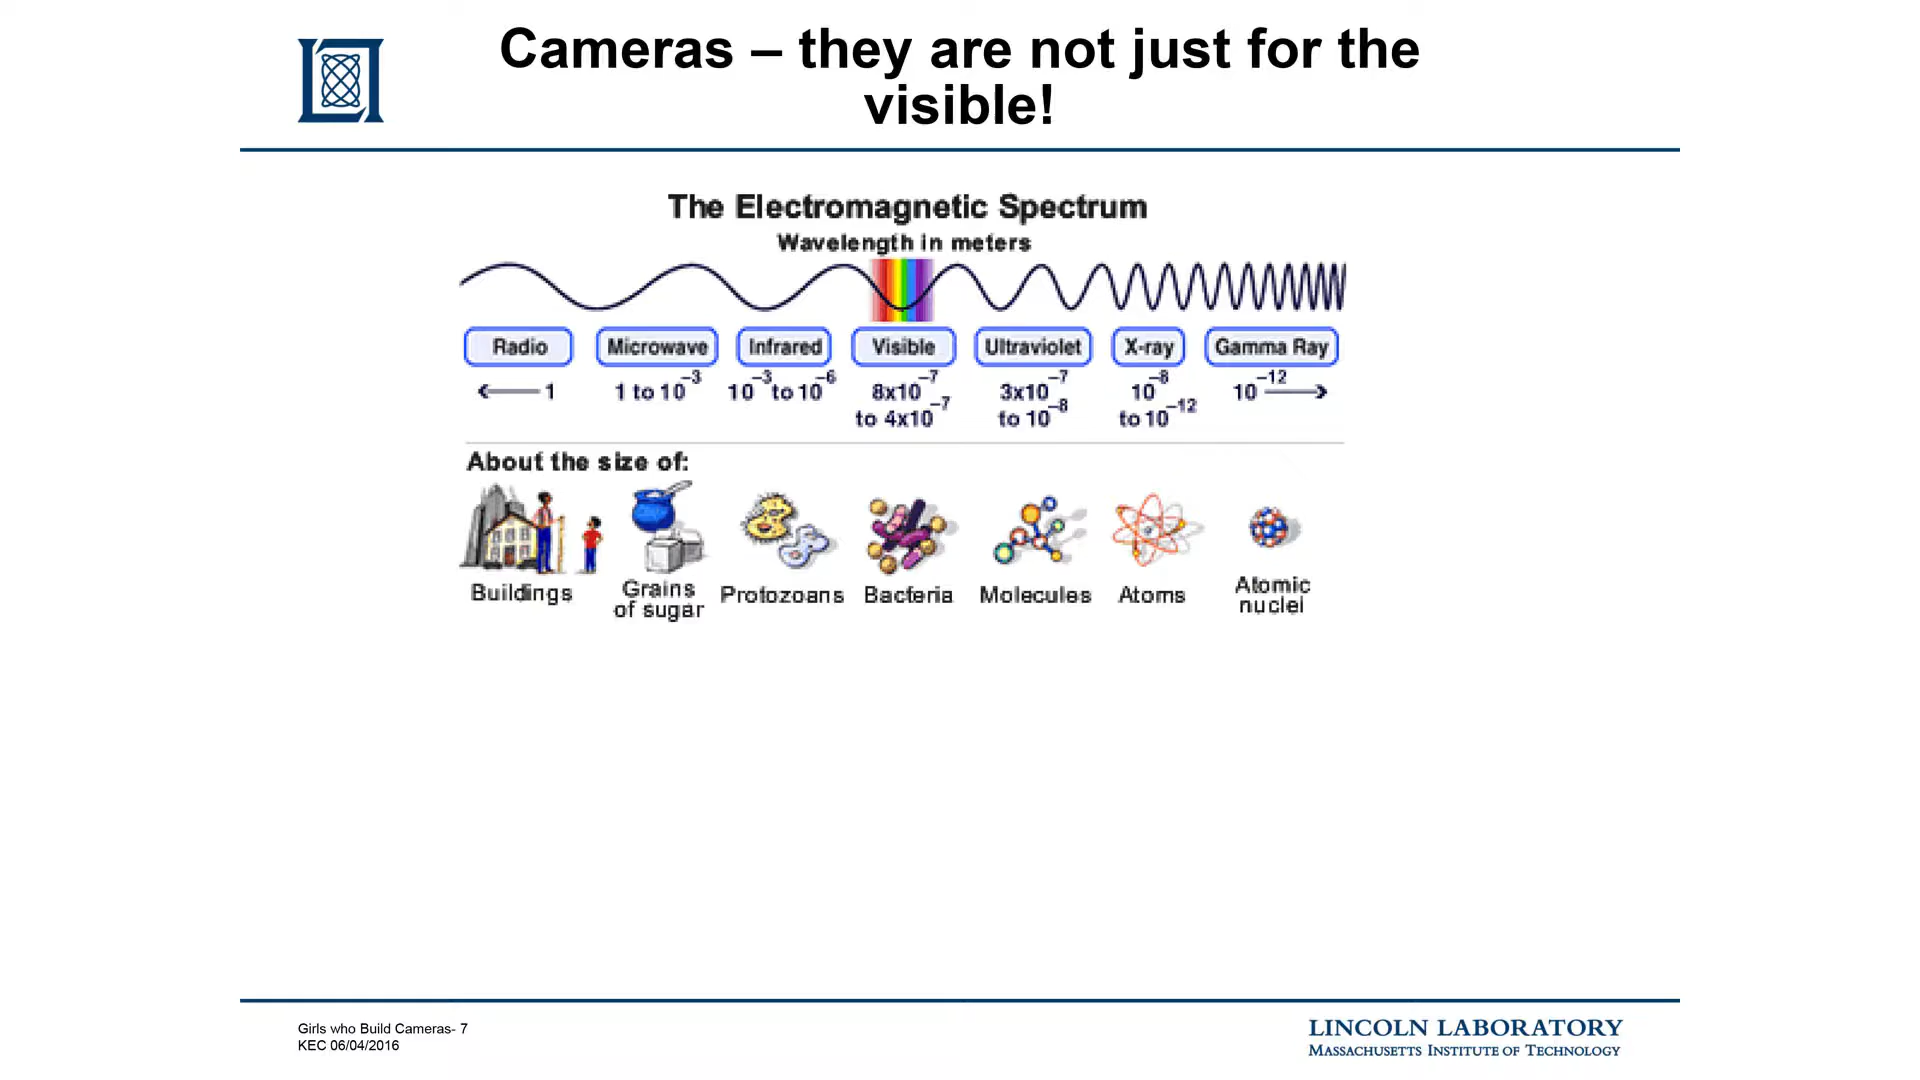 Cameras – they are not just for the
visible!
The Electromagnetic Spectrum
Wavelength in meters
Radio Microwave Infrared Visible Ultraviolet X-ray Gamma Ray
1 1 to 10⁻³ 10⁻³ to 10⁻⁶ 8x10⁻⁷ 3x10⁻⁷ 10⁻⁸ 10⁻¹²
to 4x10⁻⁷ to 10⁻⁸ to 10⁻¹²
About the size of:
Buildings Grains Protozoans Bacteria Molecules Atoms Atomic
of sugar nuclei
Girls who Build Cameras- 7
KEC 06/04/2016
LINCOLN LABORATORY
MASSACHUSETTS INSTITUTE OF TECHNOLOGY